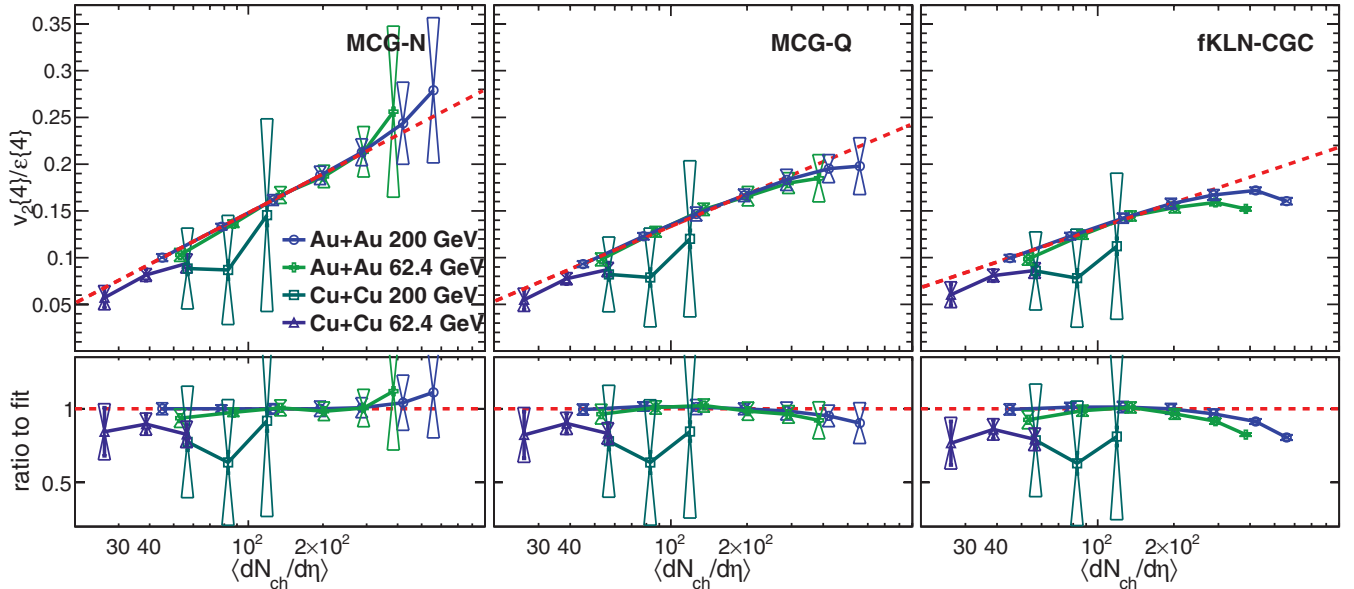 MCG-N
MCG-Q
fKLN-CGC
v₂{4}/ε{4}
0.35
0.3
0.25
0.2
0.15
0.1
0.05
Au+Au 200 GeV
Au+Au 62.4 GeV
Cu+Cu 200 GeV
Cu+Cu 62.4 GeV
ratio to fit
1
0.5
30 40 10² 2×10²
30 40 10² 2×10²
30 40 10² 2×10²
⟨dN_ch/dη⟩
⟨dN_ch/dη⟩
⟨dN_ch/dη⟩